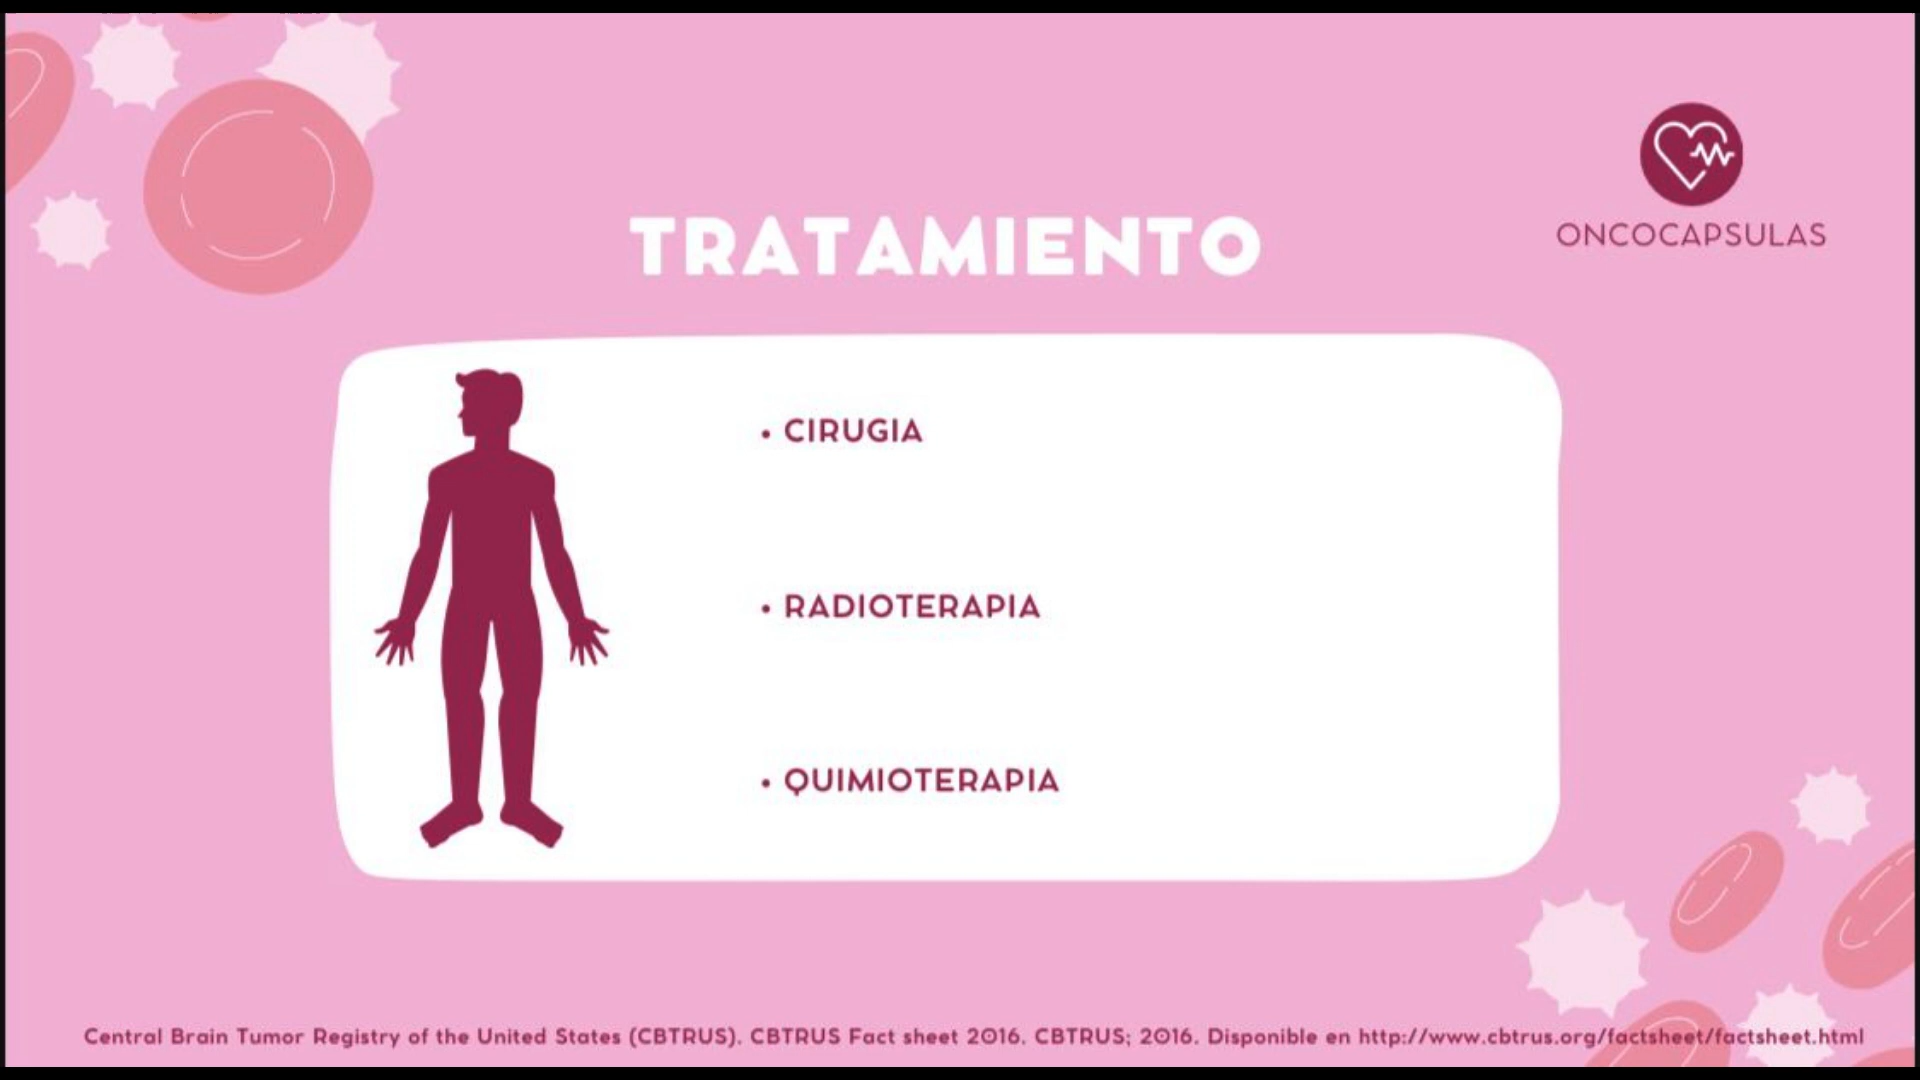 ONCOCAPSULAS
TRATAMIENTO
• CIRUGIA
• RADIOTERAPIA
• QUIMIOTERAPIA
Central Brain Tumor Registry of the United States (CBTRUS). CBTRUS Fact sheet 2016. CBTRUS; 2016. Disponible en http://www.cbtrus.org/factsheet/factsheet.html